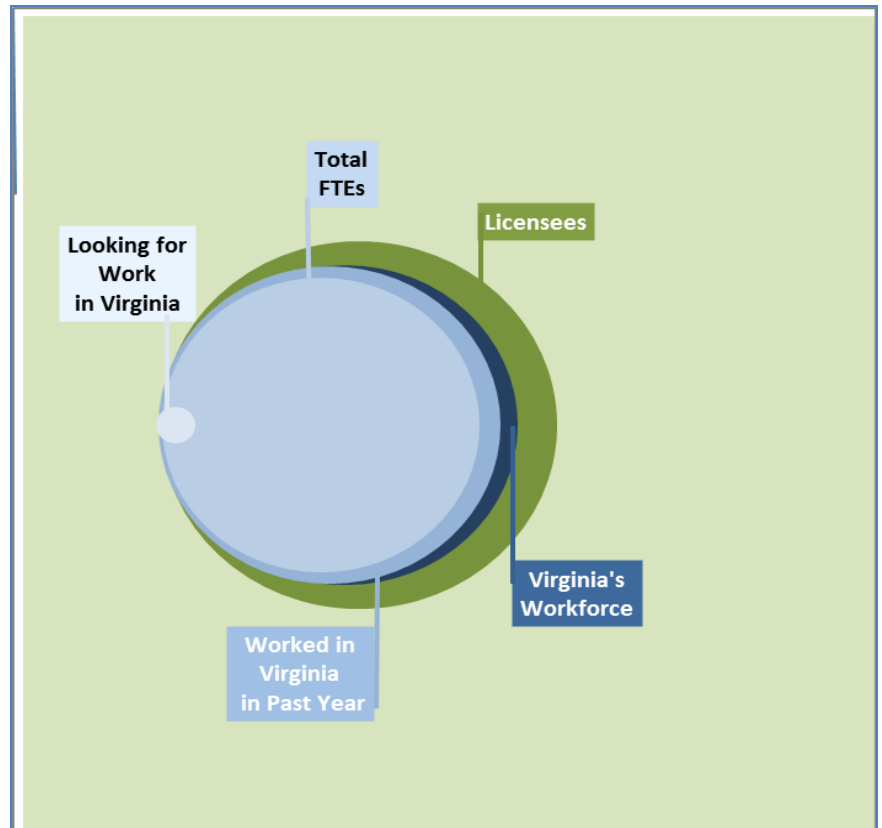 Total
FTEs
Licensees
Looking for
Work
in Virginia
Virginia's
Workforce
Worked in
Virginia
in Past Year